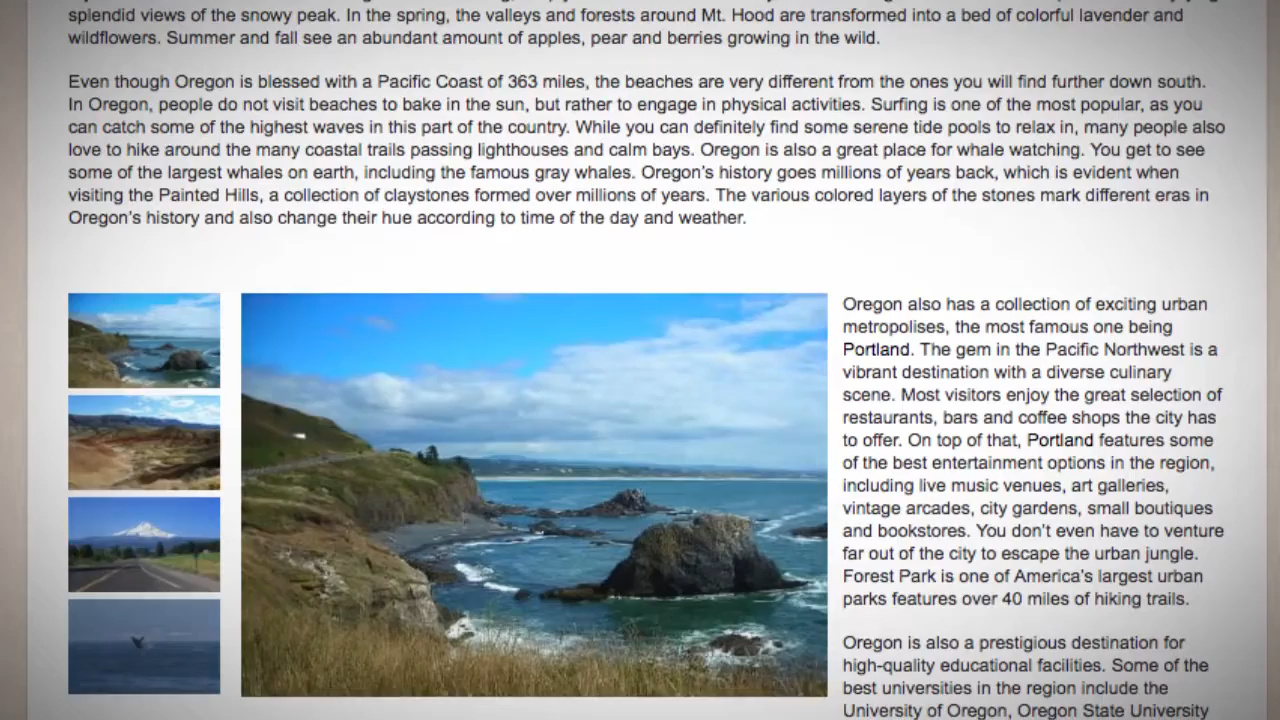 splendid views of the snowy peak. In the spring, the valleys and forests around Mt. Hood are transformed into a bed of colorful lavender and
wildflowers. Summer and fall see an abundant amount of apples, pear and berries growing in the wild.
Even though Oregon is blessed with a Pacific Coast of 363 miles, the beaches are very different from the ones you will find further down south.
In Oregon, people do not visit beaches to bake in the sun, but rather to engage in physical activities. Surfing is one of the most popular, as you
can catch some of the highest waves in this part of the country. While you can definitely find some serene tide pools to relax in, many people also
love to hike around the many coastal trails passing lighthouses and calm bays. Oregon is also a great place for whale watching. You get to see
some of the largest whales on earth, including the famous gray whales. Oregon's history goes millions of years back, which is evident when
visiting the Painted Hills, a collection of claystones formed over millions of years. The various colored layers of the stones mark different eras in
Oregon's history and also change their hue according to time of the day and weather.
Oregon also has a collection of exciting urban
metropolises, the most famous one being
Portland. The gem in the Pacific Northwest is a
vibrant destination with a diverse culinary
scene. Most visitors enjoy the great selection of
restaurants, bars and coffee shops the city has
to offer. On top of that, Portland features some
of the best entertainment options in the region,
including live music venues, art galleries,
vintage arcades, city gardens, small boutiques
and bookstores. You don't even have to venture
far out of the city to escape the urban jungle.
Forest Park is one of America's largest urban
parks features over 40 miles of hiking trails.
Oregon is also a prestigious destination for
high-quality educational facilities. Some of the
best universities in the region include the
University of Oregon, Oregon State University